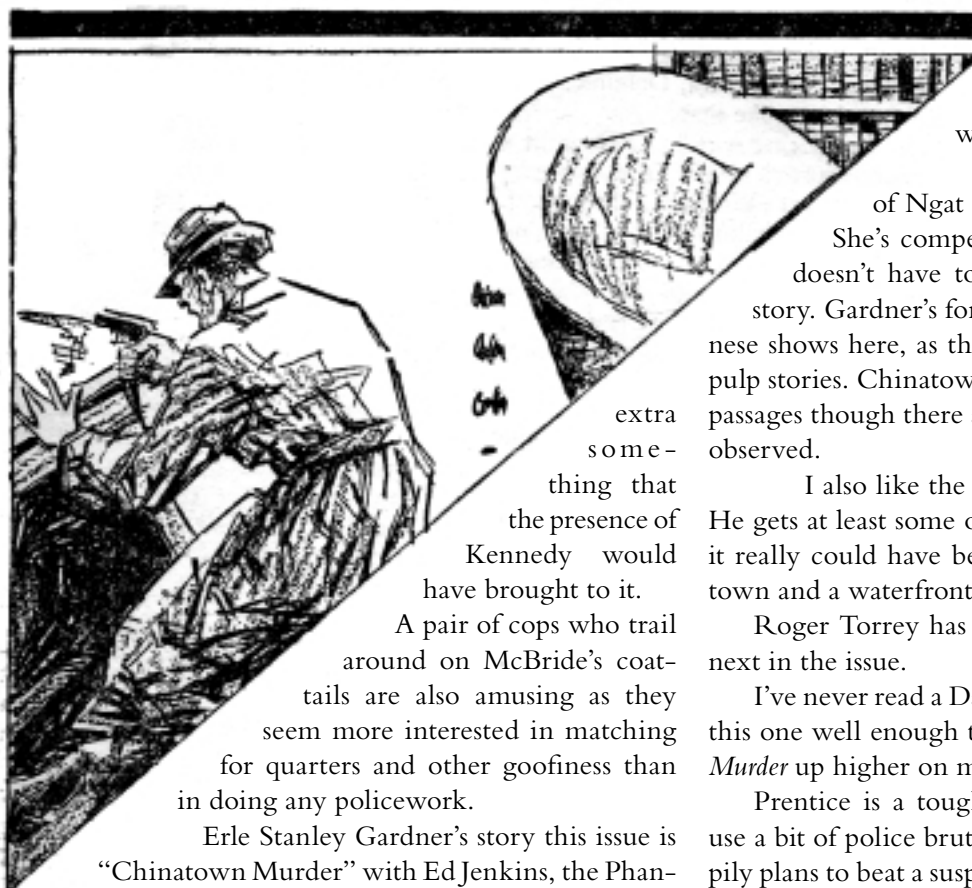 extra
some-
thing that
the presence of
Kennedy would
have brought to it.
A pair of cops who trail
around on McBride's coat-
tails are also amusing as they
seem more interested in matching
for quarters and other goofiness than
in doing any policework.
Erle Stanley Gardner's story this issue is
“Chinatown Murder” with Ed Jenkins, the Phan-
w
of Ngat
She's compe
doesn't have to
story. Gardner's for
nese shows here, as th
pulp stories. Chinatow
passages though there
observed.
I also like the
He gets at least some o
it really could have be
town and a waterfront
Roger Torrey has
next in the issue.
I've never read a D
this one well enough t
Murder up higher on m
Prentice is a tough
use a bit of police brut
pily plans to beat a susp